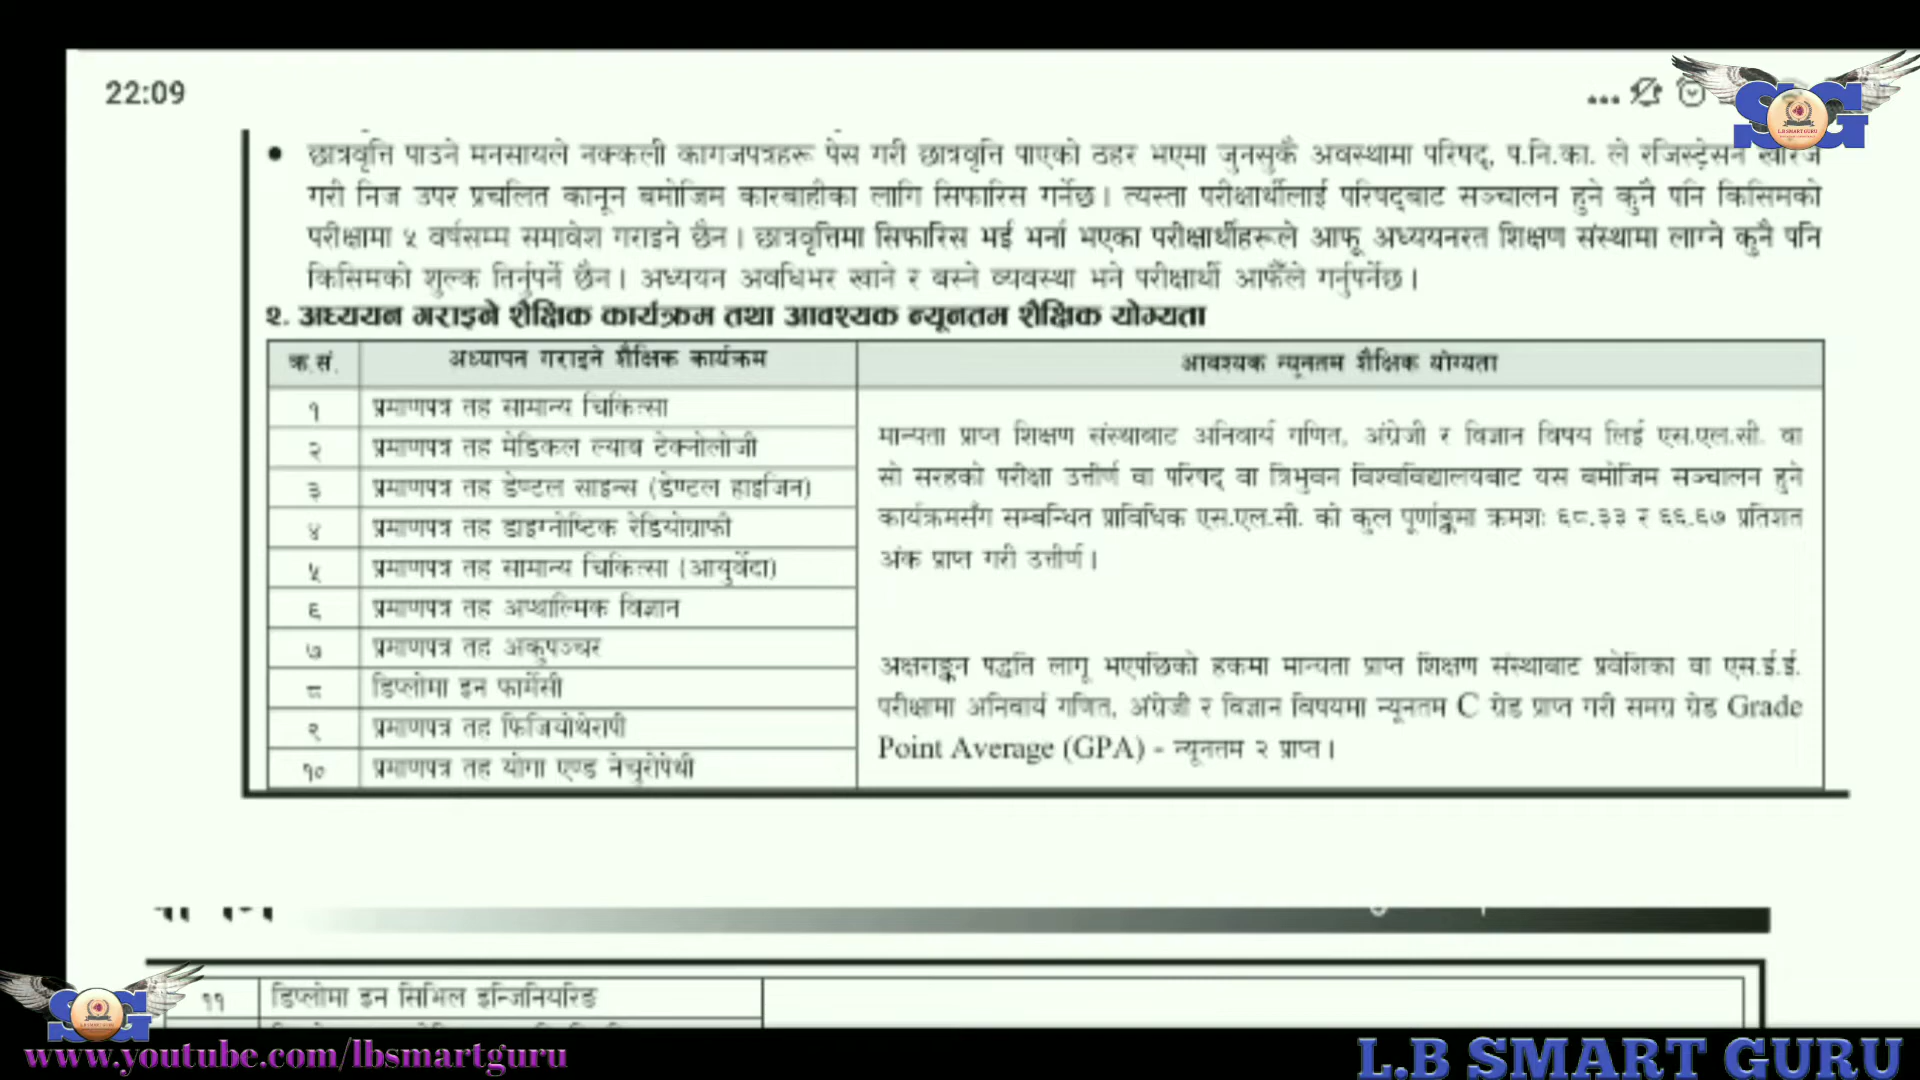 22:09
• छात्रवृत्ति पाउने मनसायले नक्कली कागजपत्रहरू पेस गरी छात्रवृत्ति पाएको ठहर भएमा जुनसुकै अवस्थामा परिषद्, प.नि.का. ले रजिस्ट्रेसन खारेज
गरी निज उपर प्रचलित कानून बमोजिम कारबाहीका लागि सिफारिस गर्नेछ । त्यस्ता परीक्षार्थीलाई परिषद्बाट सञ्चालन हुने कुनै पनि किसिमको
परीक्षामा ५ वर्षसम्म समावेश गराइने छैन । छात्रवृत्तिमा सिफारिस भई भर्ना भएका परीक्षार्थीहरूले आफू अध्ययनरत शिक्षण संस्थामा लाग्ने कुनै पनि
किसिमको शुल्क तिर्नुपर्ने छैन । अध्ययन अवधिभर खाने र बस्ने व्यवस्था भने परीक्षार्थी आफैँले गर्नुपर्नेछ ।
२. अध्ययन गराइने शैक्षिक कार्यक्रम तथा आवश्यक न्यूनतम शैक्षिक योग्यता
क्र.सं. अध्यापन गराइने शैक्षिक कार्यक्रम आवश्यक न्यूनतम शैक्षिक योग्यता
१ प्रमाणपत्र तह सामान्य चिकित्सा
२ प्रमाणपत्र तह मेडिकल ल्याब टेक्नोलोजी
३ प्रमाणपत्र तह डेण्टल साइन्स (डेण्टल हाइजिन)
४ प्रमाणपत्र तह डाइग्नोष्टिक रेडियोग्राफी
५ प्रमाणपत्र तह सामान्य चिकित्सा (आयुर्वेदा)
६ प्रमाणपत्र तह अप्थाल्मिक विज्ञान
७ प्रमाणपत्र तह अकुपञ्चर
८ डिप्लोमा इन फार्मेसी
९ प्रमाणपत्र तह फिजियोथेरापी
१० प्रमाणपत्र तह योगा एण्ड नेचुरोपेथी
मान्यता प्राप्त शिक्षण संस्थाबाट अनिवार्य गणित, अंग्रेजी र विज्ञान विषय लिई एस.एल.सी. वा
सो सरहको परीक्षा उत्तीर्ण वा परिषद् वा त्रिभुवन विश्वविद्यालयबाट यस बमोजिम सञ्चालन हुने
कार्यक्रमसँग सम्बन्धित प्राविधिक एस.एल.सी. को कुल पूर्णाङ्कमा क्रमशः ६८.३३ र ६६.६७ प्रतिशत
अंक प्राप्त गरी उत्तीर्ण ।
अक्षराङ्कन पद्धति लागू भएपछिको हकमा मान्यता प्राप्त शिक्षण संस्थाबाट प्रवेशिका वा एस.ई.ई.
परीक्षामा अनिवार्य गणित, अंग्रेजी र विज्ञान विषयमा न्यूनतम C ग्रेड प्राप्त गरी समग्र ग्रेड Grade
Point Average (GPA) - न्यूनतम २ प्राप्त ।
११ डिप्लोमा इन सिभिल इन्जिनियरिङ
SG
L.B SMART GURU
SG
L.B SMART GURU
www.youtube.com/lbsmartguru
L.B SMART GURU